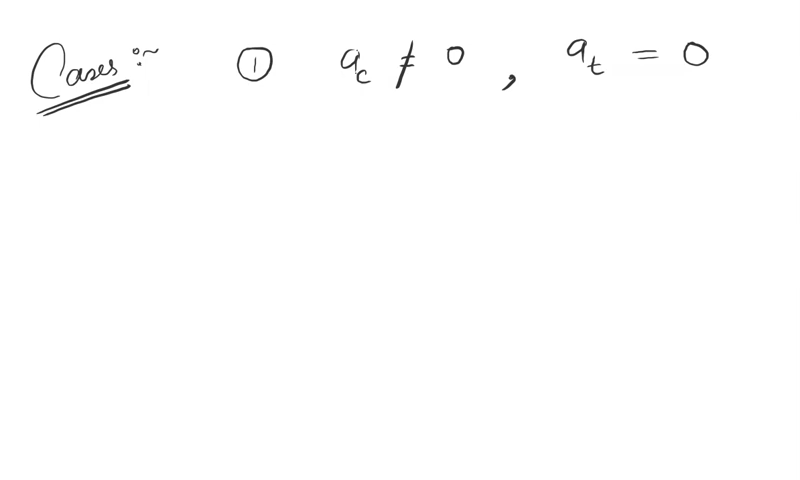 Cases :~ ① a_c ≠ 0 , a_t = 0